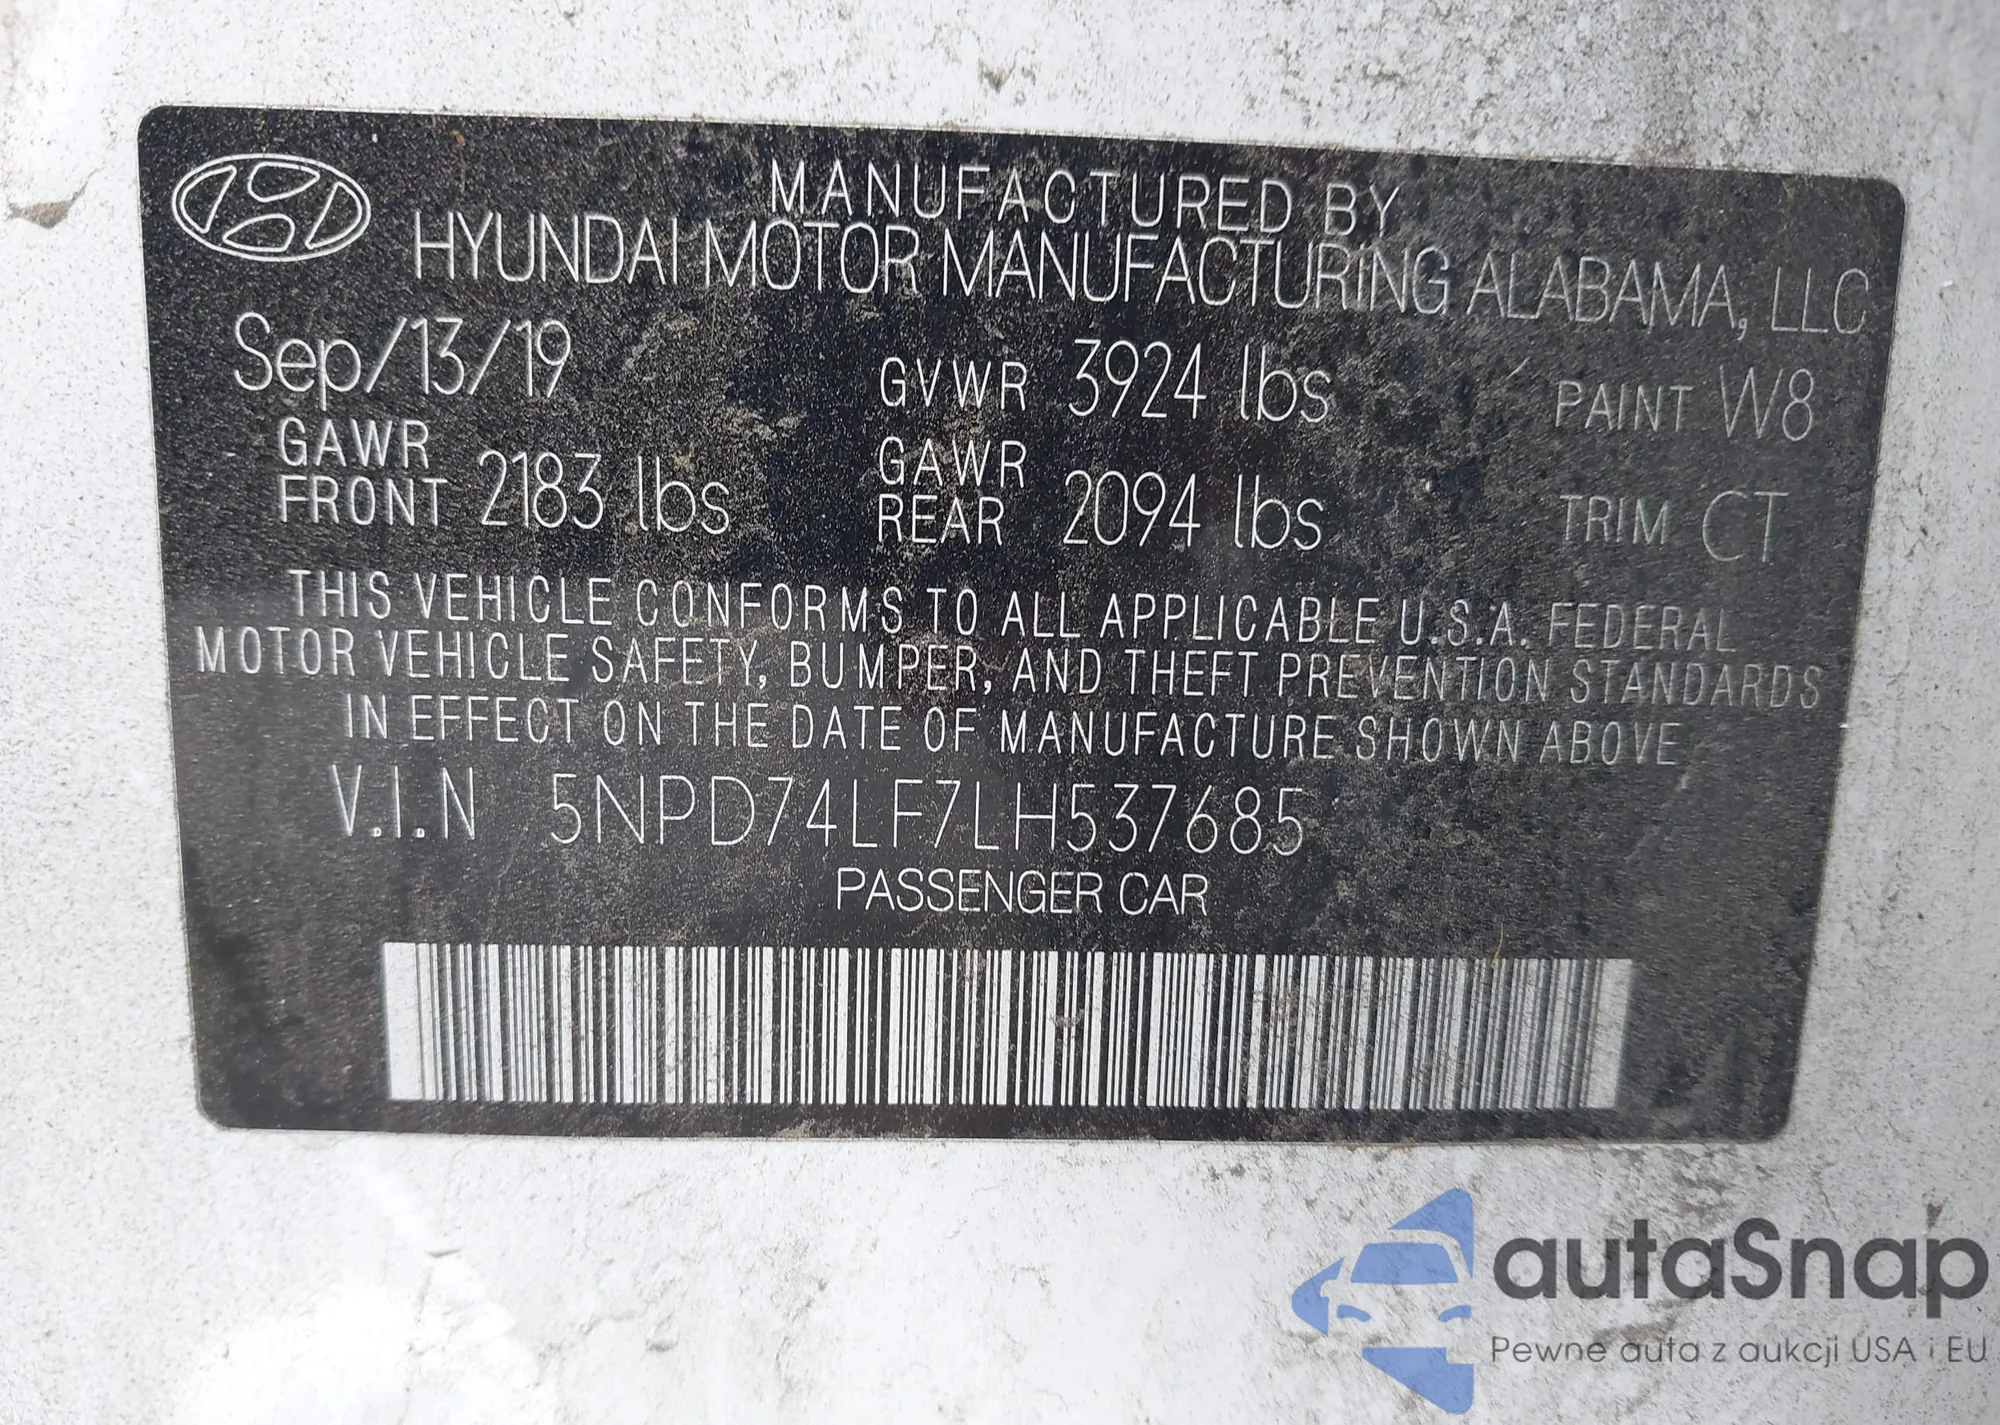 MANUFACTURED BY
HYUNDAI MOTOR MANUFACTURING ALABAMA, LLC
Sep/13/19 GVWR 3924 lbs PAINT W8
GAWR FRONT 2183 lbs GAWR REAR 2094 lbs TRIM CT
THIS VEHICLE CONFORMS TO ALL APPLICABLE U.S.A. FEDERAL
MOTOR VEHICLE SAFETY, BUMPER, AND THEFT PREVENTION STANDARDS
IN EFFECT ON THE DATE OF MANUFACTURE SHOWN ABOVE
V.I.N 5NPD74LF7LH537685
PASSENGER CAR
autaSnap
Pewne auta z aukcji USA i EU